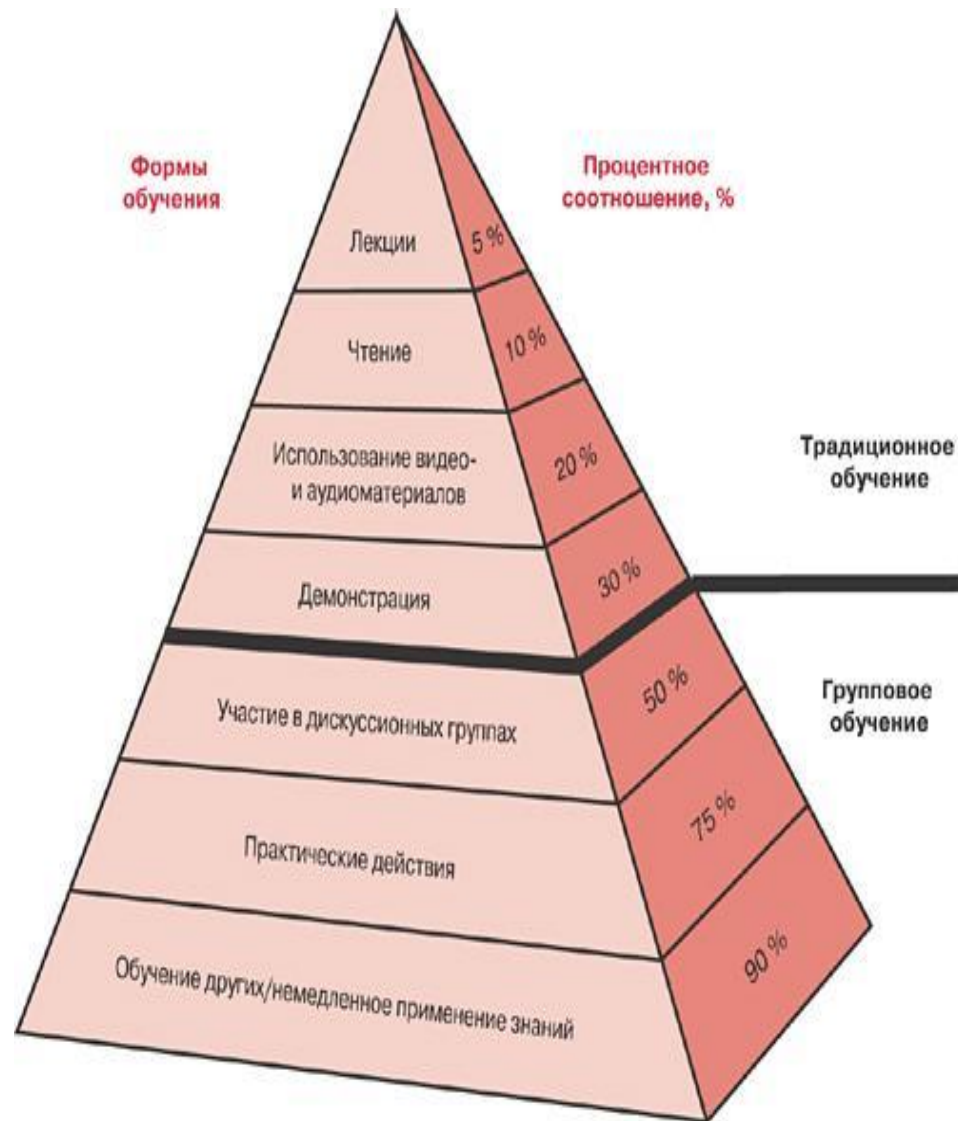 Формы
обучения
Процентное
соотношение, %
Лекции
5 %
Чтение
10 %
Использование видео-
и аудиоматериалов
20 %
Традиционное
обучение
Демонстрация
30 %
Участие в дискуссионных группах
50 %
Групповое
обучение
Практические действия
75 %
Обучение других/немедленное применение знаний
90 %